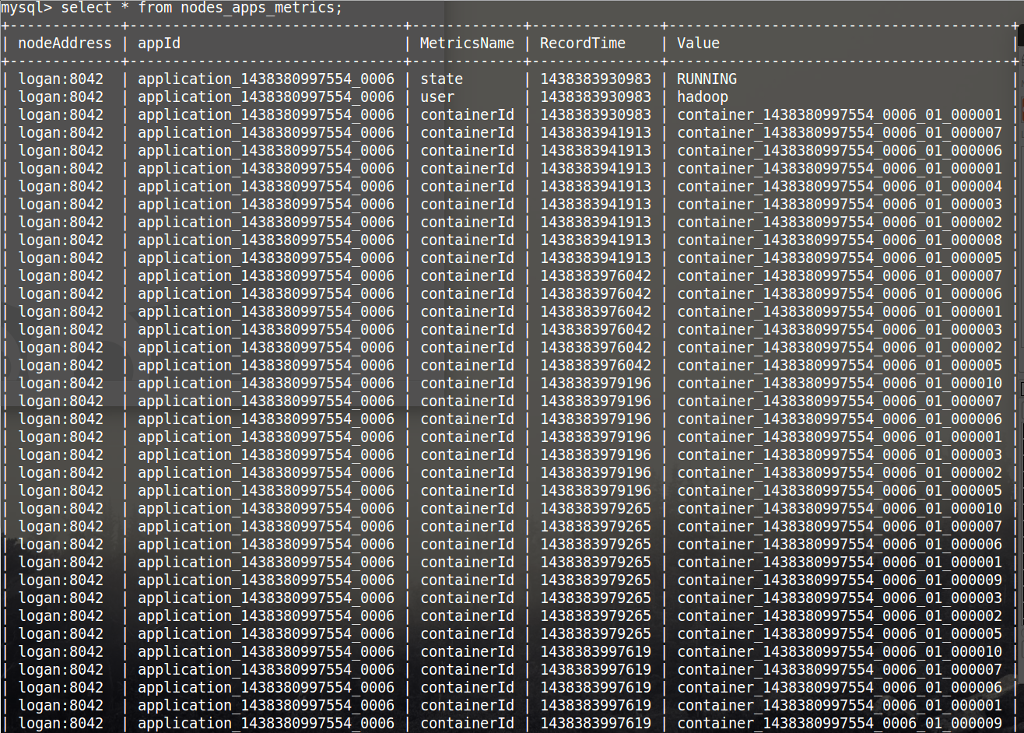 mysql> select * from nodes_apps_metrics;
+-------------+--------------------------------+-------------+---------------+----------------------------------------+
| nodeAddress | appId                          | MetricsName | RecordTime    | Value                                  |
+-------------+--------------------------------+-------------+---------------+----------------------------------------+
| logan:8042  | application_1438380997554_0006 | state       | 1438383930983 | RUNNING                                |
| logan:8042  | application_1438380997554_0006 | user        | 1438383930983 | hadoop                                 |
| logan:8042  | application_1438380997554_0006 | containerId | 1438383930983 | container_1438380997554_0006_01_000001 |
| logan:8042  | application_1438380997554_0006 | containerId | 1438383941913 | container_1438380997554_0006_01_000007 |
| logan:8042  | application_1438380997554_0006 | containerId | 1438383941913 | container_1438380997554_0006_01_000006 |
| logan:8042  | application_1438380997554_0006 | containerId | 1438383941913 | container_1438380997554_0006_01_000001 |
| logan:8042  | application_1438380997554_0006 | containerId | 1438383941913 | container_1438380997554_0006_01_000004 |
| logan:8042  | application_1438380997554_0006 | containerId | 1438383941913 | container_1438380997554_0006_01_000003 |
| logan:8042  | application_1438380997554_0006 | containerId | 1438383941913 | container_1438380997554_0006_01_000002 |
| logan:8042  | application_1438380997554_0006 | containerId | 1438383941913 | container_1438380997554_0006_01_000008 |
| logan:8042  | application_1438380997554_0006 | containerId | 1438383941913 | container_1438380997554_0006_01_000005 |
| logan:8042  | application_1438380997554_0006 | containerId | 1438383976042 | container_1438380997554_0006_01_000007 |
| logan:8042  | application_1438380997554_0006 | containerId | 1438383976042 | container_1438380997554_0006_01_000006 |
| logan:8042  | application_1438380997554_0006 | containerId | 1438383976042 | container_1438380997554_0006_01_000001 |
| logan:8042  | application_1438380997554_0006 | containerId | 1438383976042 | container_1438380997554_0006_01_000003 |
| logan:8042  | application_1438380997554_0006 | containerId | 1438383976042 | container_1438380997554_0006_01_000002 |
| logan:8042  | application_1438380997554_0006 | containerId | 1438383976042 | container_1438380997554_0006_01_000005 |
| logan:8042  | application_1438380997554_0006 | containerId | 1438383979196 | container_1438380997554_0006_01_000010 |
| logan:8042  | application_1438380997554_0006 | containerId | 1438383979196 | container_1438380997554_0006_01_000007 |
| logan:8042  | application_1438380997554_0006 | containerId | 1438383979196 | container_1438380997554_0006_01_000006 |
| logan:8042  | application_1438380997554_0006 | containerId | 1438383979196 | container_1438380997554_0006_01_000001 |
| logan:8042  | application_1438380997554_0006 | containerId | 1438383979196 | container_1438380997554_0006_01_000003 |
| logan:8042  | application_1438380997554_0006 | containerId | 1438383979196 | container_1438380997554_0006_01_000002 |
| logan:8042  | application_1438380997554_0006 | containerId | 1438383979196 | container_1438380997554_0006_01_000005 |
| logan:8042  | application_1438380997554_0006 | containerId | 1438383979265 | container_1438380997554_0006_01_000010 |
| logan:8042  | application_1438380997554_0006 | containerId | 1438383979265 | container_1438380997554_0006_01_000007 |
| logan:8042  | application_1438380997554_0006 | containerId | 1438383979265 | container_1438380997554_0006_01_000006 |
| logan:8042  | application_1438380997554_0006 | containerId | 1438383979265 | container_1438380997554_0006_01_000001 |
| logan:8042  | application_1438380997554_0006 | containerId | 1438383979265 | container_1438380997554_0006_01_000009 |
| logan:8042  | application_1438380997554_0006 | containerId | 1438383979265 | container_1438380997554_0006_01_000003 |
| logan:8042  | application_1438380997554_0006 | containerId | 1438383979265 | container_1438380997554_0006_01_000002 |
| logan:8042  | application_1438380997554_0006 | containerId | 1438383979265 | container_1438380997554_0006_01_000005 |
| logan:8042  | application_1438380997554_0006 | containerId | 1438383997619 | container_1438380997554_0006_01_000010 |
| logan:8042  | application_1438380997554_0006 | containerId | 1438383997619 | container_1438380997554_0006_01_000007 |
| logan:8042  | application_1438380997554_0006 | containerId | 1438383997619 | container_1438380997554_0006_01_000006 |
| logan:8042  | application_1438380997554_0006 | containerId | 1438383997619 | container_1438380997554_0006_01_000001 |
| logan:8042  | application_1438380997554_0006 | containerId | 1438383997619 | container_1438380997554_0006_01_000009 |